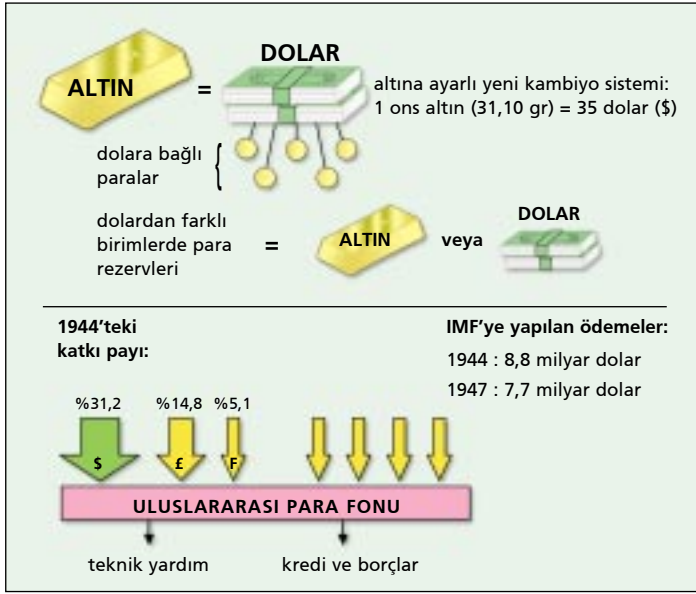 DOLAR
ALTIN
=
altına ayarlı yeni kambiyo sistemi:
1 ons altın (31,10 gr) = 35 dolar ($)
dolara bağlı
paralar
dolardan farklı
birimlerde para
rezervleri
=
ALTIN
veya
DOLAR
1944'teki
katkı payı:
IMF'ye yapılan ödemeler:
1944 : 8,8 milyar dolar
1947 : 7,7 milyar dolar
%31,2 %14,8 %5,1
$ £ F
ULUSLARARASI PARA FONU
teknik yardım
kredi ve borçlar